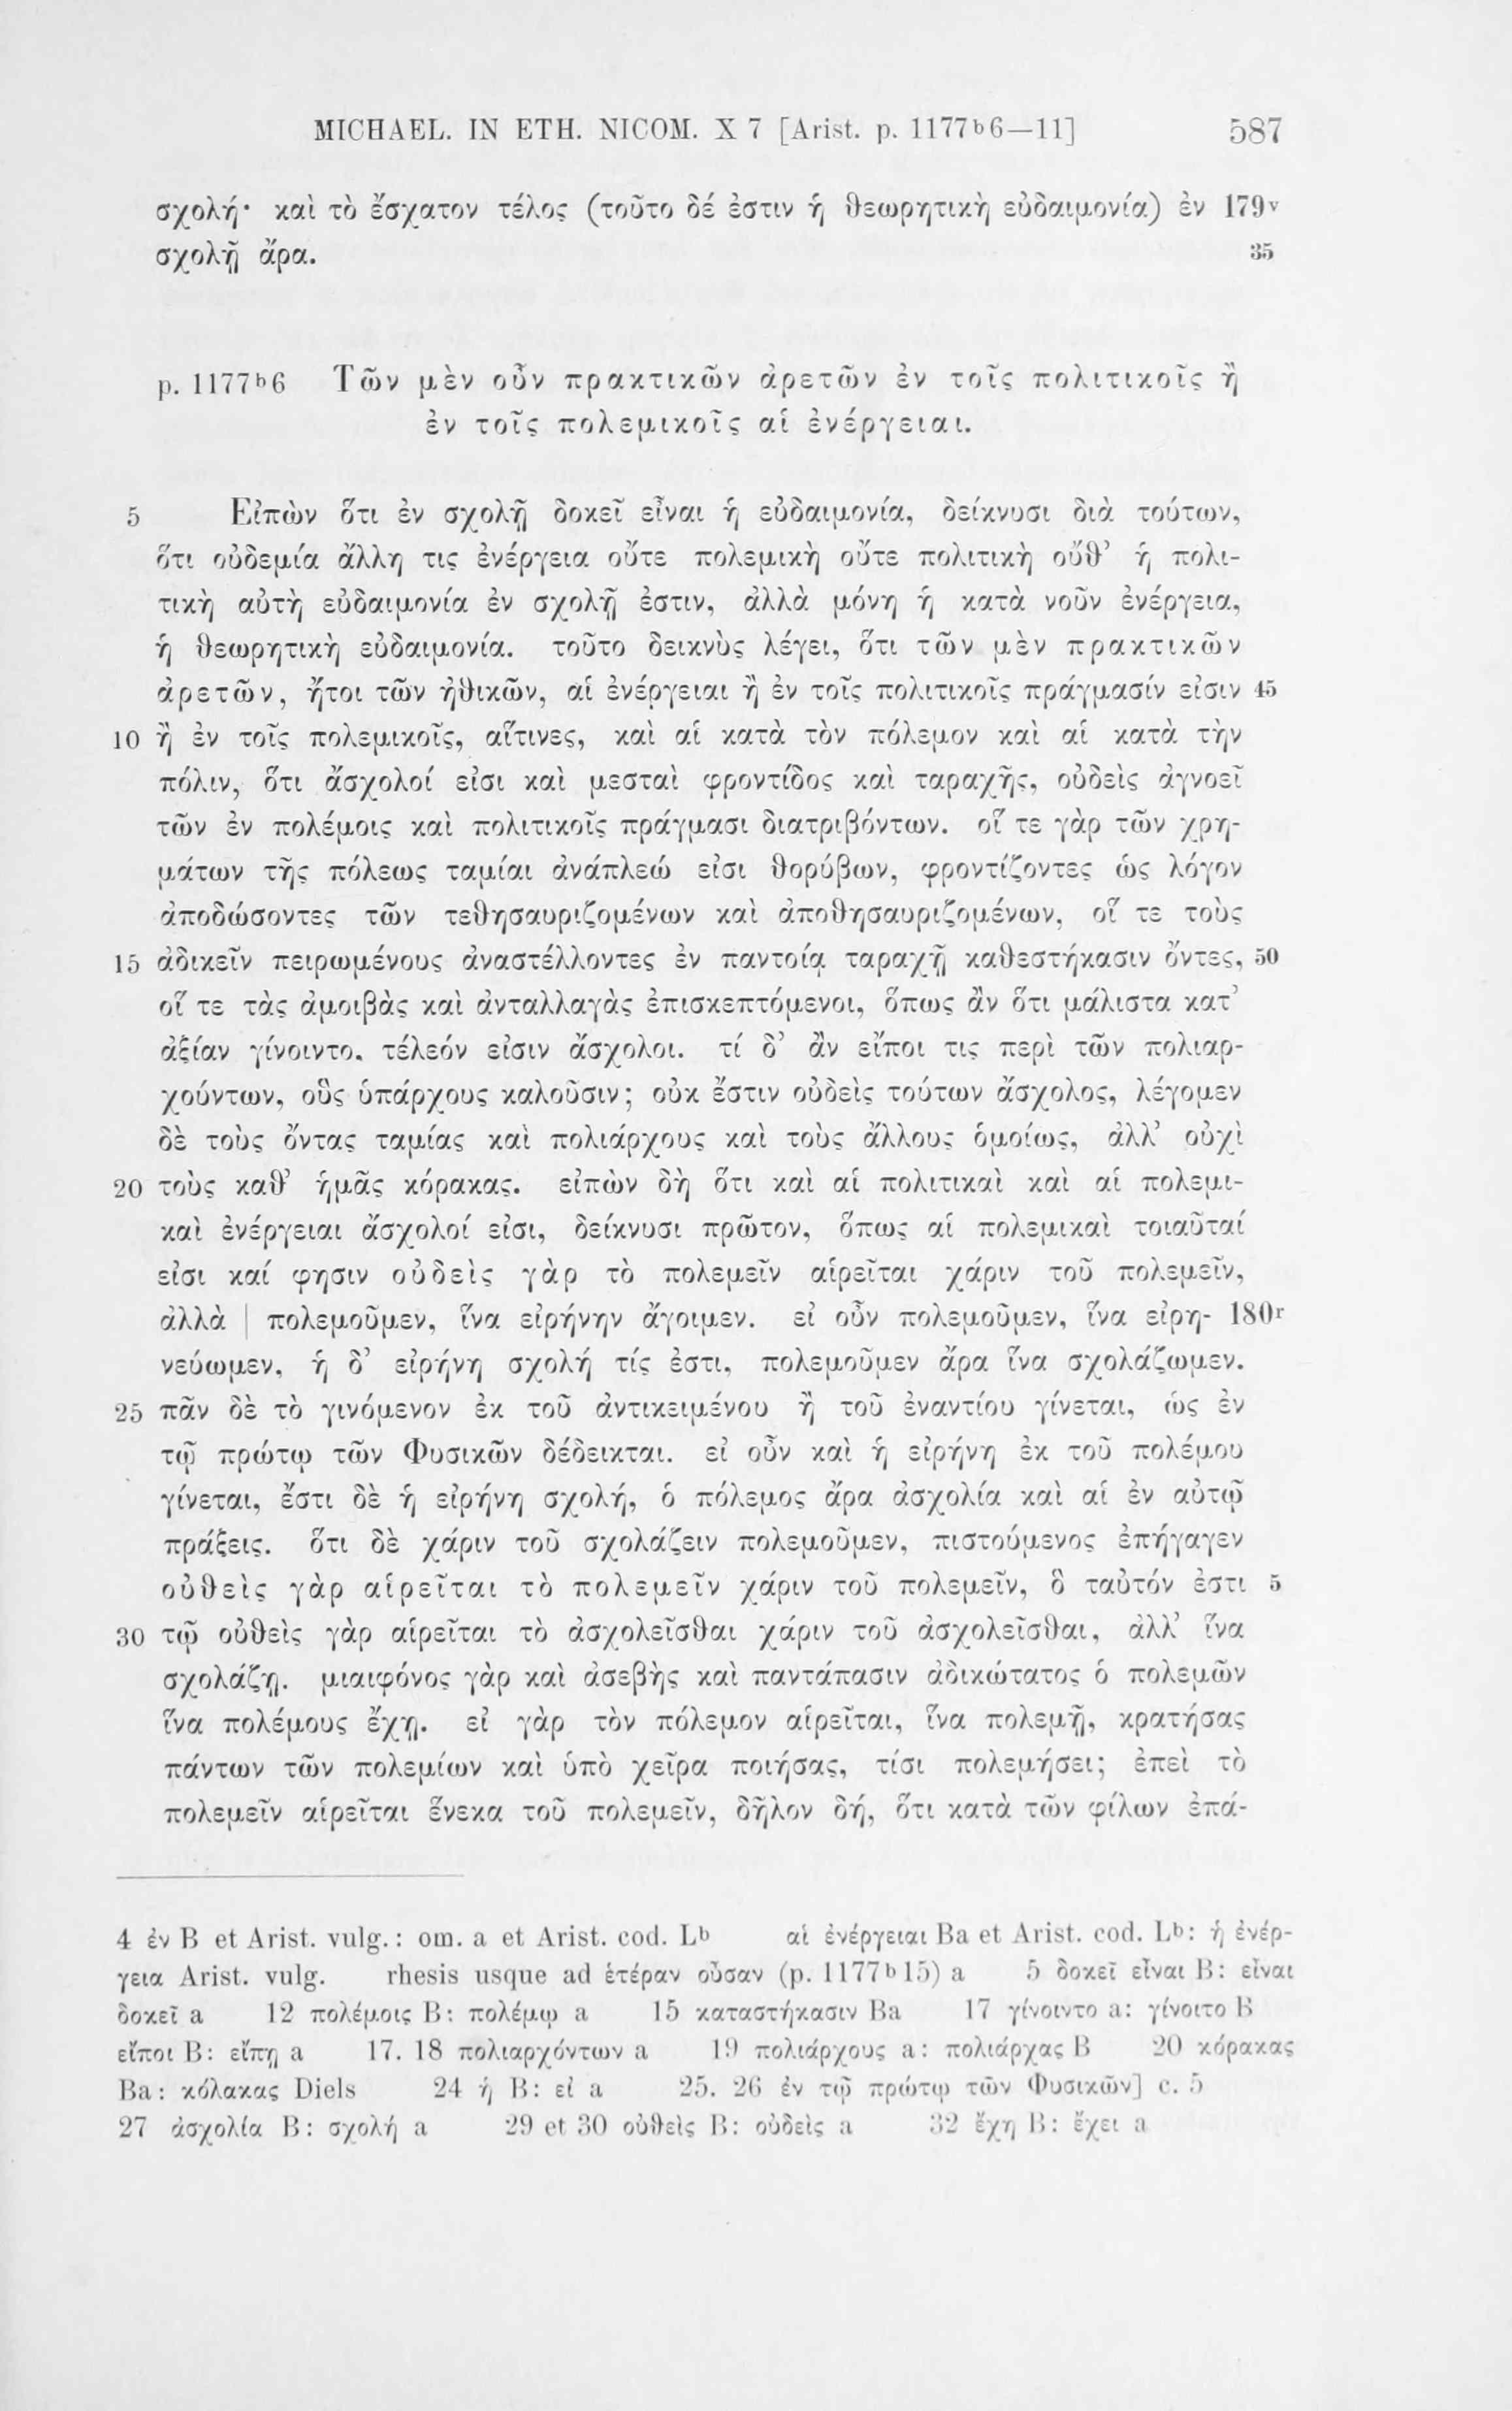 MICHAEL. IN ETH. NICOM. X 7 [Arist. p. 1177ᵇ6—11] 587
σχολή· καὶ τὸ ἔσχατον τέλος (τοῦτο δέ ἐστιν ἡ θεωρητικὴ εὐδαιμονία) ἐν 179ᵛ
σχολῇ ἄρα. 35
p. 1177ᵇ6 Τῶν μὲν οὖν πρακτικῶν ἀρετῶν ἐν τοῖς πολιτικοῖς ἢ
ἐν τοῖς πολεμικοῖς αἱ ἐνέργειαι.
5 Εἰπὼν ὅτι ἐν σχολῇ δοκεῖ εἶναι ἡ εὐδαιμονία, δείκνυσι διὰ τούτων,
ὅτι οὐδεμία ἄλλη τις ἐνέργεια οὔτε πολεμικὴ οὔτε πολιτικὴ οὔθ’ ἡ πολι-
τικὴ αὐτὴ εὐδαιμονία ἐν σχολῇ ἐστιν, ἀλλὰ μόνη ἡ κατὰ νοῦν ἐνέργεια,
ἡ θεωρητικὴ εὐδαιμονία. τοῦτο δεικνὺς λέγει, ὅτι τῶν μὲν πρακτικῶν
ἀρετῶν, ἤτοι τῶν ἠθικῶν, αἱ ἐνέργειαι ἢ ἐν τοῖς πολιτικοῖς πράγμασίν εἰσιν 45
10 ἢ ἐν τοῖς πολεμικοῖς, αἵτινες, καὶ αἱ κατὰ τὸν πόλεμον καὶ αἱ κατὰ τὴν
πόλιν, ὅτι ἄσχολοί εἰσι καὶ μεσταὶ φροντίδος καὶ ταραχῆς, οὐδεὶς ἀγνοεῖ
τῶν ἐν πολέμοις καὶ πολιτικοῖς πράγμασι διατριβόντων. οἵ τε γὰρ τῶν χρη-
μάτων τῆς πόλεως ταμίαι ἀνάπλεώ εἰσι θορύβων, φροντίζοντες ὡς λόγον
ἀποδώσοντες τῶν τεθησαυριζομένων καὶ ἀποθησαυριζομένων, οἵ τε τοὺς
15 ἀδικεῖν πειρωμένους ἀναστέλλοντες ἐν παντοίᾳ ταραχῇ καθεστήκασιν ὄντες, 50
οἵ τε τὰς ἀμοιβὰς καὶ ἀνταλλαγὰς ἐπισκεπτόμενοι, ὅπως ἂν ὅτι μάλιστα κατ’
ἀξίαν γίνοιντο, τέλεόν εἰσιν ἄσχολοι. τί δ’ ἂν εἴποι τις περὶ τῶν πολιαρ-
χούντων, οὓς ὑπάρχους καλοῦσιν; οὐκ ἔστιν οὐδεὶς τούτων ἄσχολος, λέγομεν
δὲ τοὺς ὄντας ταμίας καὶ πολιάρχους καὶ τοὺς ἄλλους ὁμοίως, ἀλλ’ οὐχὶ
20 τοὺς καθ’ ἡμᾶς κόρακας. εἰπὼν δὴ ὅτι καὶ αἱ πολιτικαὶ καὶ αἱ πολεμι-
καὶ ἐνέργειαι ἄσχολοί εἰσι, δείκνυσι πρῶτον, ὅπως αἱ πολεμικαὶ τοιαῦταί
εἰσι καί φησιν οὐδεὶς γὰρ τὸ πολεμεῖν αἱρεῖται χάριν τοῦ πολεμεῖν,
ἀλλὰ | πολεμοῦμεν, ἵνα εἰρήνην ἄγοιμεν. εἰ οὖν πολεμοῦμεν, ἵνα εἰρη- 180ʳ
νεύωμεν, ἡ δ’ εἰρήνη σχολή τίς ἐστι, πολεμοῦμεν ἄρα ἵνα σχολάζωμεν.
25 πᾶν δὲ τὸ γινόμενον ἐκ τοῦ ἀντικειμένου ἢ τοῦ ἐναντίου γίνεται, ὡς ἐν
τῷ πρώτῳ τῶν Φυσικῶν δέδεικται. εἰ οὖν καὶ ἡ εἰρήνη ἐκ τοῦ πολέμου
γίνεται, ἔστι δὲ ἡ εἰρήνη σχολή, ὁ πόλεμος ἄρα ἀσχολία καὶ αἱ ἐν αὐτῷ
πράξεις. ὅτι δὲ χάριν τοῦ σχολάζειν πολεμοῦμεν, πιστούμενος ἐπήγαγεν
οὐθεὶς γὰρ αἱρεῖται τὸ πολεμεῖν χάριν τοῦ πολεμεῖν, ὃ ταὐτόν ἐστι 5
30 τῷ οὐθεὶς γὰρ αἱρεῖται τὸ ἀσχολεῖσθαι χάριν τοῦ ἀσχολεῖσθαι, ἀλλ’ ἵνα
σχολάζῃ. μιαιφόνος γὰρ καὶ ἀσεβὴς καὶ παντάπασιν ἀδικώτατος ὁ πολεμῶν
ἵνα πολέμους ἔχῃ. εἰ γὰρ τὸν πόλεμον αἱρεῖται, ἵνα πολεμῇ, κρατήσας
πάντων τῶν πολεμίων καὶ ὑπὸ χεῖρα ποιήσας, τίσι πολεμήσει; ἐπεὶ τὸ
πολεμεῖν αἱρεῖται ἕνεκα τοῦ πολεμεῖν, δῆλον δή, ὅτι κατὰ τῶν φίλων ἐπά-
4 ἐν B et Arist. vulg.: om. a et Arist. cod. Lᵇ αἱ ἐνέργειαι Ba et Arist. cod. Lᵇ: ἡ ἐνέρ-
γεια Arist. vulg. rhesis usque ad ἑτέραν οὖσαν (p. 1177ᵇ15) a 5 δοκεῖ εἶναι B: εἶναι
δοκεῖ a 12 πολέμοις B: πολέμῳ a 15 καταστήκασιν Ba 17 γίνοιντο a: γίνοιτο B
εἴποι B: εἴπῃ a 17. 18 πολιαρχόντων a 19 πολιάρχους a: πολιάρχας B 20 κόρακας
Ba: κόλακας Diels 24 ἡ B: εἰ a 25. 26 ἐν τῷ πρώτῳ τῶν Φυσικῶν] c. 5
27 ἀσχολία B: σχολή a 29 et 30 οὐθεὶς B: οὐδεὶς a 32 ἔχῃ B: ἔχει a